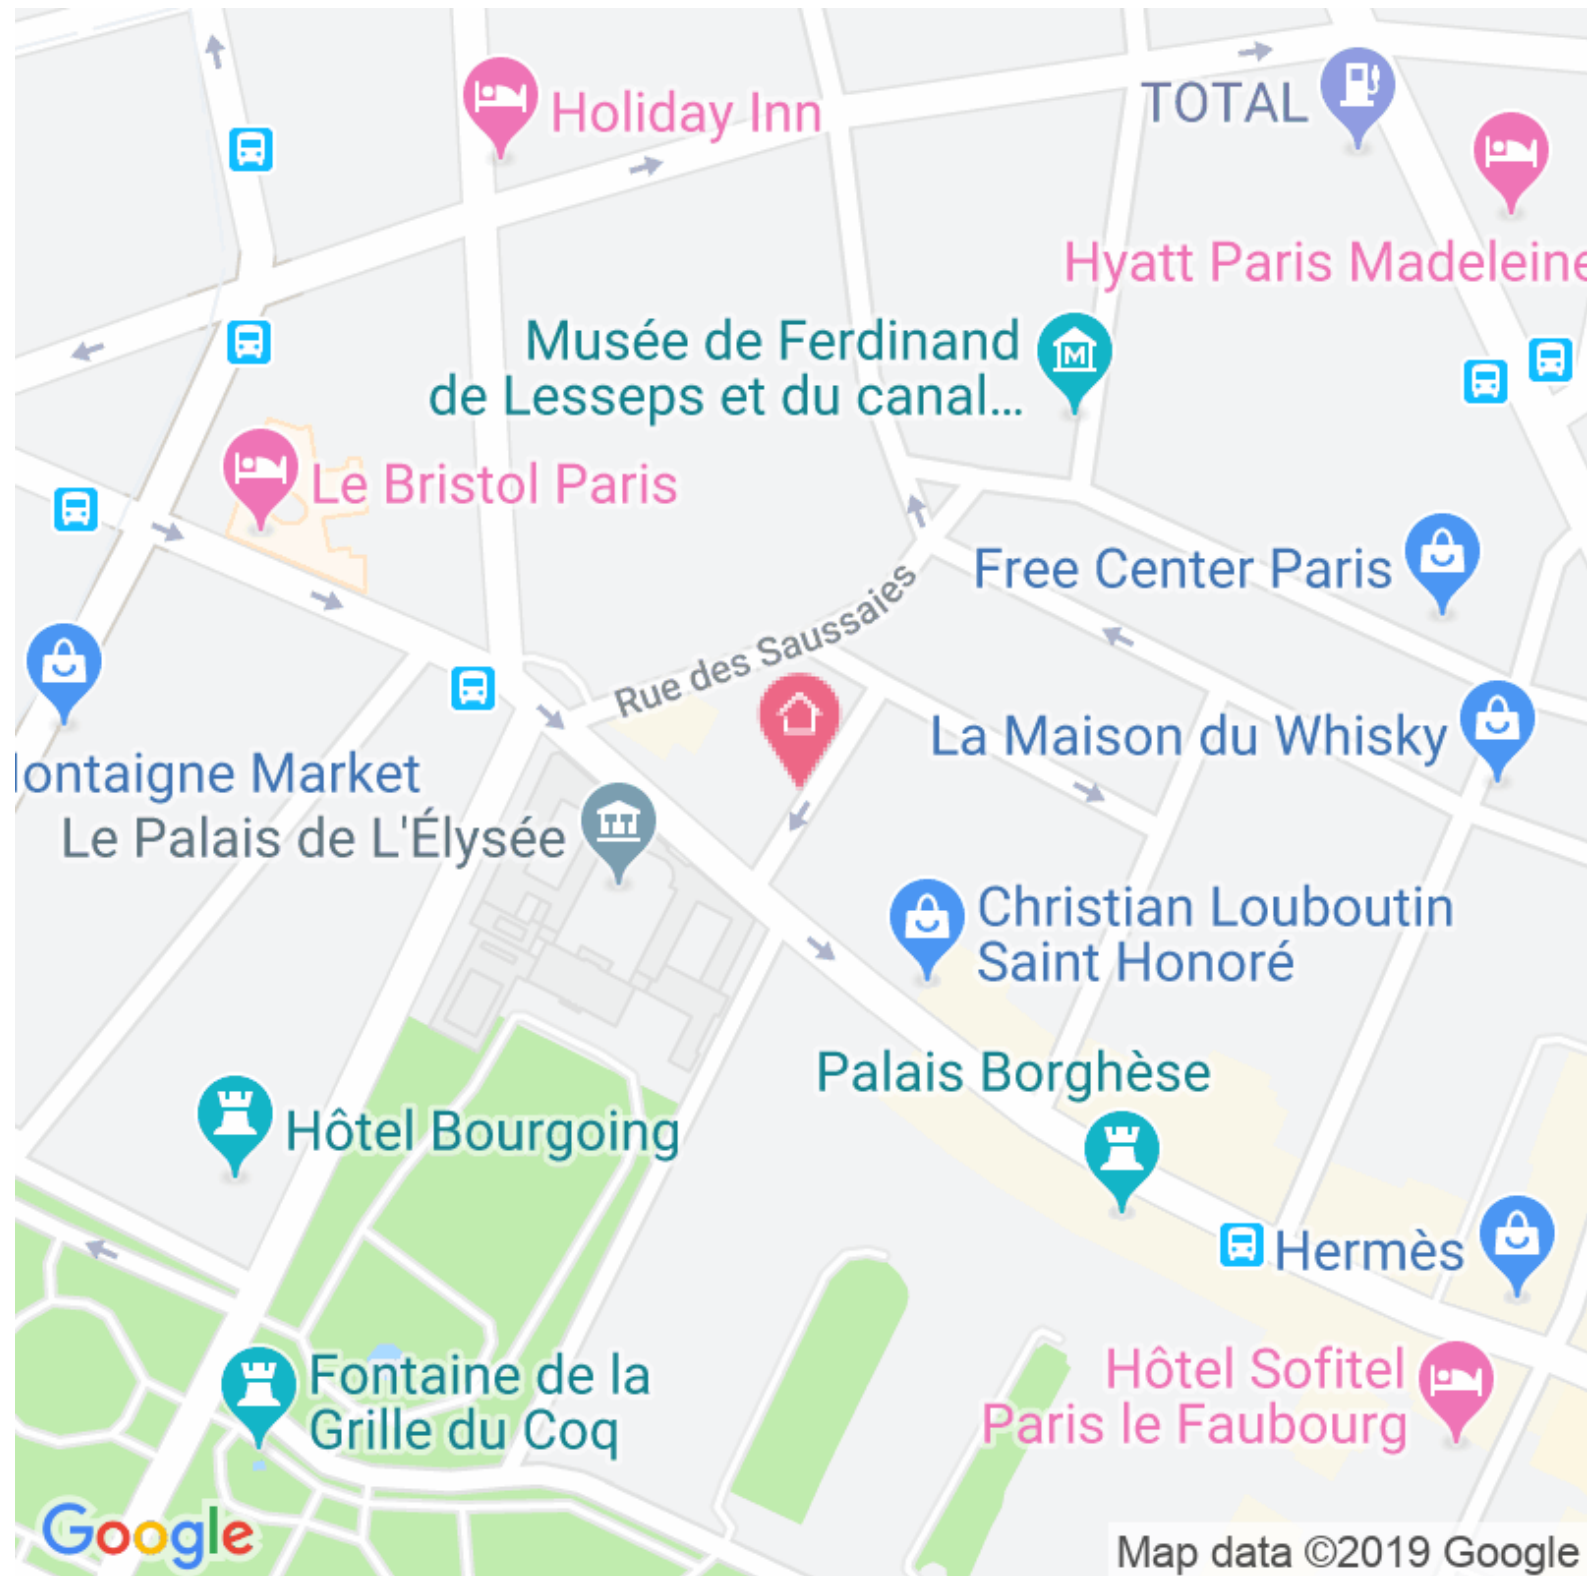 TOTAL
Holiday Inn
Hyatt Paris Madeleine
Musée de Ferdinand
de Lesseps et du canal...
Le Bristol Paris
Free Center Paris
Rue des Saussaies
La Maison du Whisky
ontaigne Market
Le Palais de L'Élysée
Christian Louboutin
Saint Honoré
Palais Borghèse
Hôtel Bourgoing
Hermès
Fontaine de la
Grille du Coq
Hôtel Sofitel
Paris le Faubourg
Google
Map data ©2019 Google